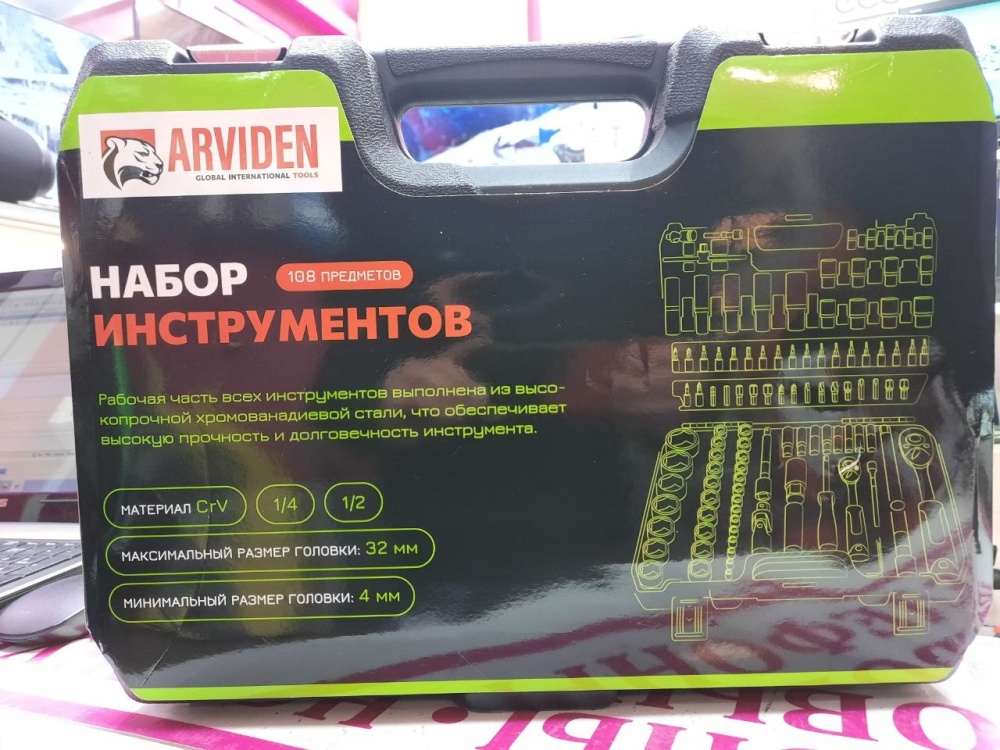 ARVIDEN
GLOBAL INTERNATIONAL TOOLS
НАБОР
108 ПРЕДМЕТОВ
ИНСТРУМЕНТОВ
Рабочая часть всех инструментов выполнена из высо-
копрочной хромованадиевой стали, что обеспечивает
высокую прочность и долговечность инструмента.
МАТЕРИАЛ CrV
1/4
1/2
МАКСИМАЛЬНЫЙ РАЗМЕР ГОЛОВКИ: 32 мм
МИНИМАЛЬНЫЙ РАЗМЕР ГОЛОВКИ: 4 мм